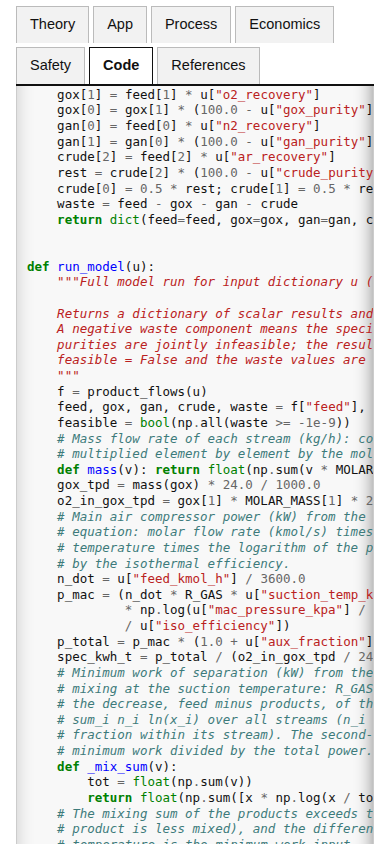 Theory App Process Economics
Safety Code References
gox[1] = feed[1] * u["o2_recovery"]
gox[0] = gox[1] * (100.0 - u["gox_purity"]
gan[0] = feed[0] * u["n2_recovery"]
gan[1] = gan[0] * (100.0 - u["gan_purity"]
crude[2] = feed[2] * u["ar_recovery"]
rest = crude[2] * (100.0 - u["crude_purity
crude[0] = 0.5 * rest; crude[1] = 0.5 * re
waste = feed - gox - gan - crude
return dict(feed=feed, gox=gox, gan=gan, c
def run_model(u):
"""Full model run for input dictionary u (
Returns a dictionary of scalar results and
A negative waste component means the speci
purities are jointly infeasible; the resul
feasible = False and the waste values are
"""
f = product_flows(u)
feed, gox, gan, crude, waste = f["feed"],
feasible = bool(np.all(waste >= -1e-9))
# Mass flow rate of each stream (kg/h): co
# multiplied element by element by the mol
def mass(v): return float(np.sum(v * MOLAR
gox_tpd = mass(gox) * 24.0 / 1000.0
o2_in_gox_tpd = gox[1] * MOLAR_MASS[1] * 2
# Main air compressor power (kW) from the
# equation: molar flow rate (kmol/s) times
# temperature times the logarithm of the p
# by the isothermal efficiency.
n_dot = u["feed_kmol_h"] / 3600.0
p_mac = (n_dot * R_GAS * u["suction_temp_k
* np.log(u["mac_pressure_kpa"] /
/ u["iso_efficiency"])
p_total = p_mac * (1.0 + u["aux_fraction"]
spec_kwh_t = p_total / (o2_in_gox_tpd / 24
# Minimum work of separation (kW) from the
# mixing at the suction temperature: R_GAS
# the decrease, feed minus products, of th
# sum_i n_i ln(x_i) over all streams (n_i
# fraction within its stream). The second-
# minimum work divided by the total power.
def _mix_sum(v):
tot = float(np.sum(v))
return float(np.sum([x * np.log(x / to
# The mixing sum of the products exceeds t
# product is less mixed), and the differen
# temperature is the minimum work input